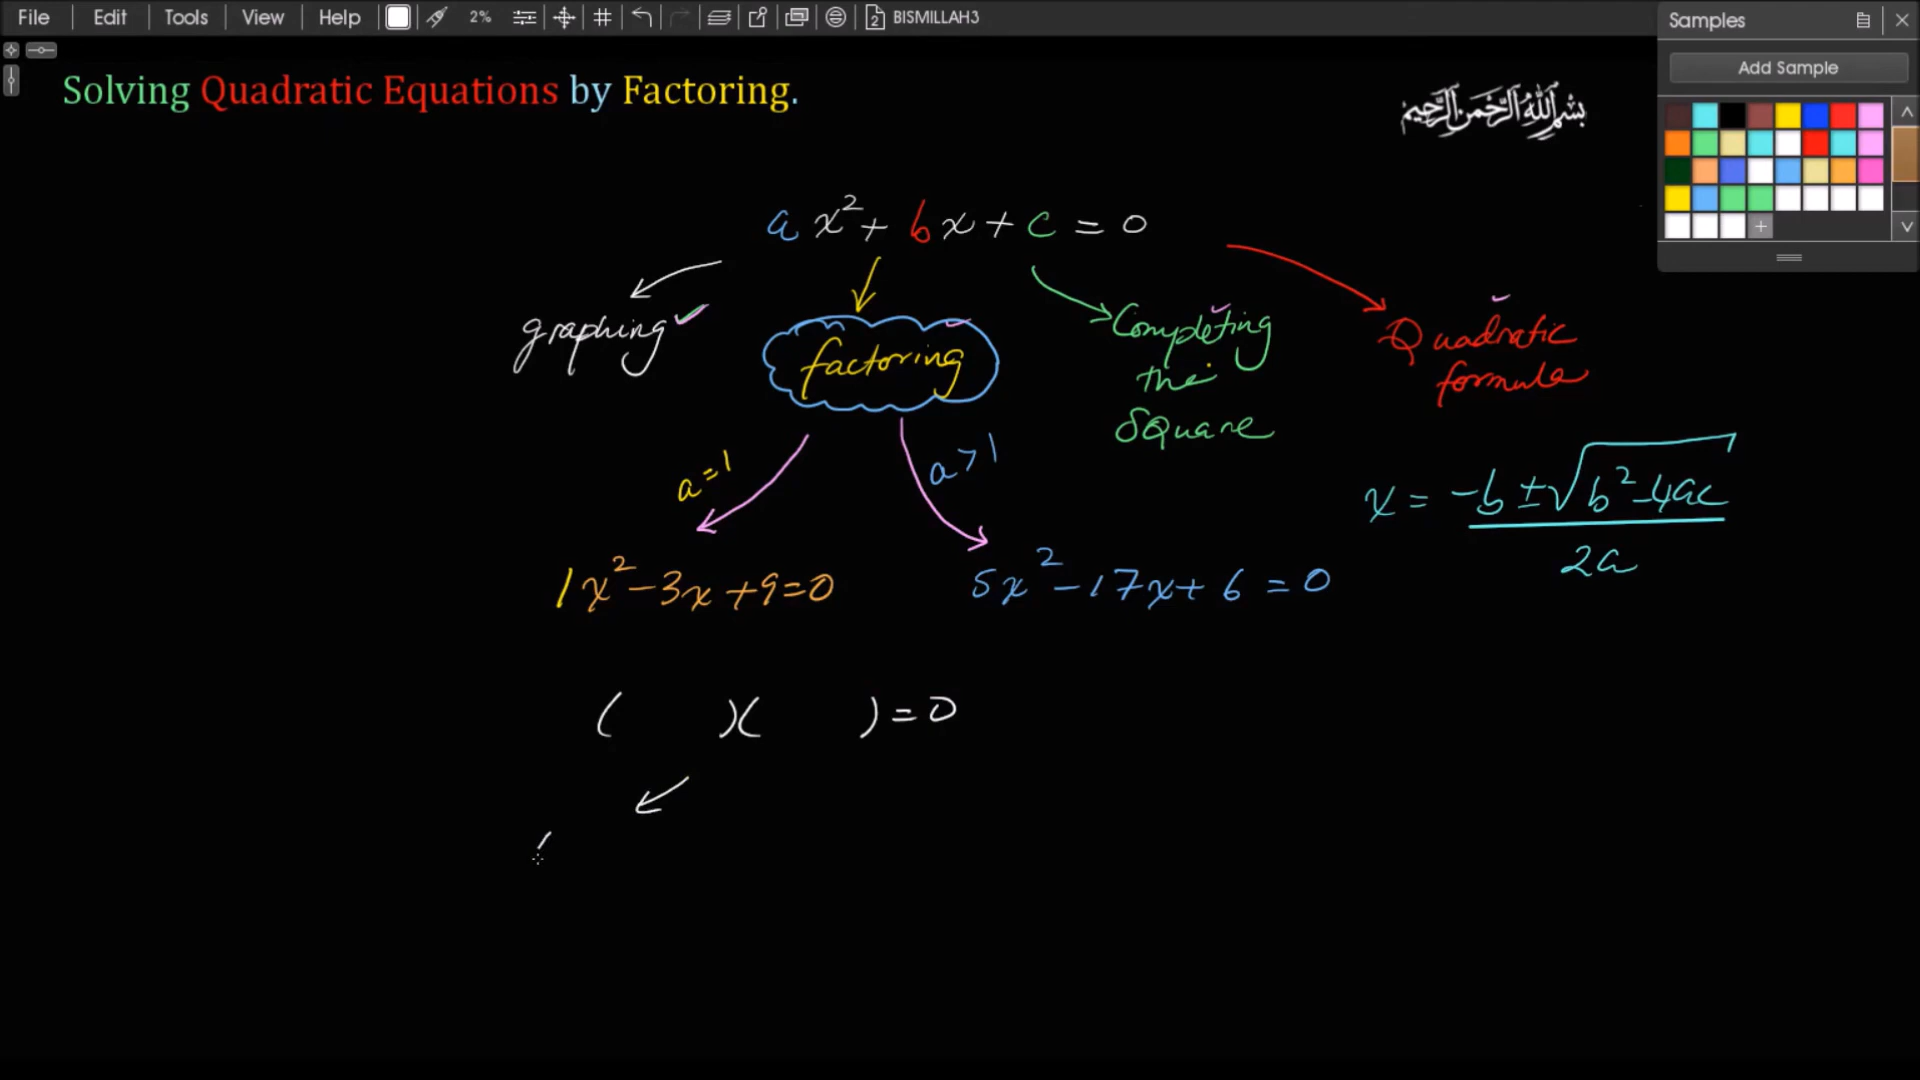 File Edit Tools View Help 2% 2 BISMILLAH3
Samples
Add Sample
Solving Quadratic Equations by Factoring.
بسم الله الرحمن الرحيم
ax²+bx+c=0
graphing
factoring
Completing
the
Square
Quadratic
formula
a=1
a>1
x = -b±√b²-4ac
2a
1x²-3x+9=0
5x²-17x+6=0
( )( )=0